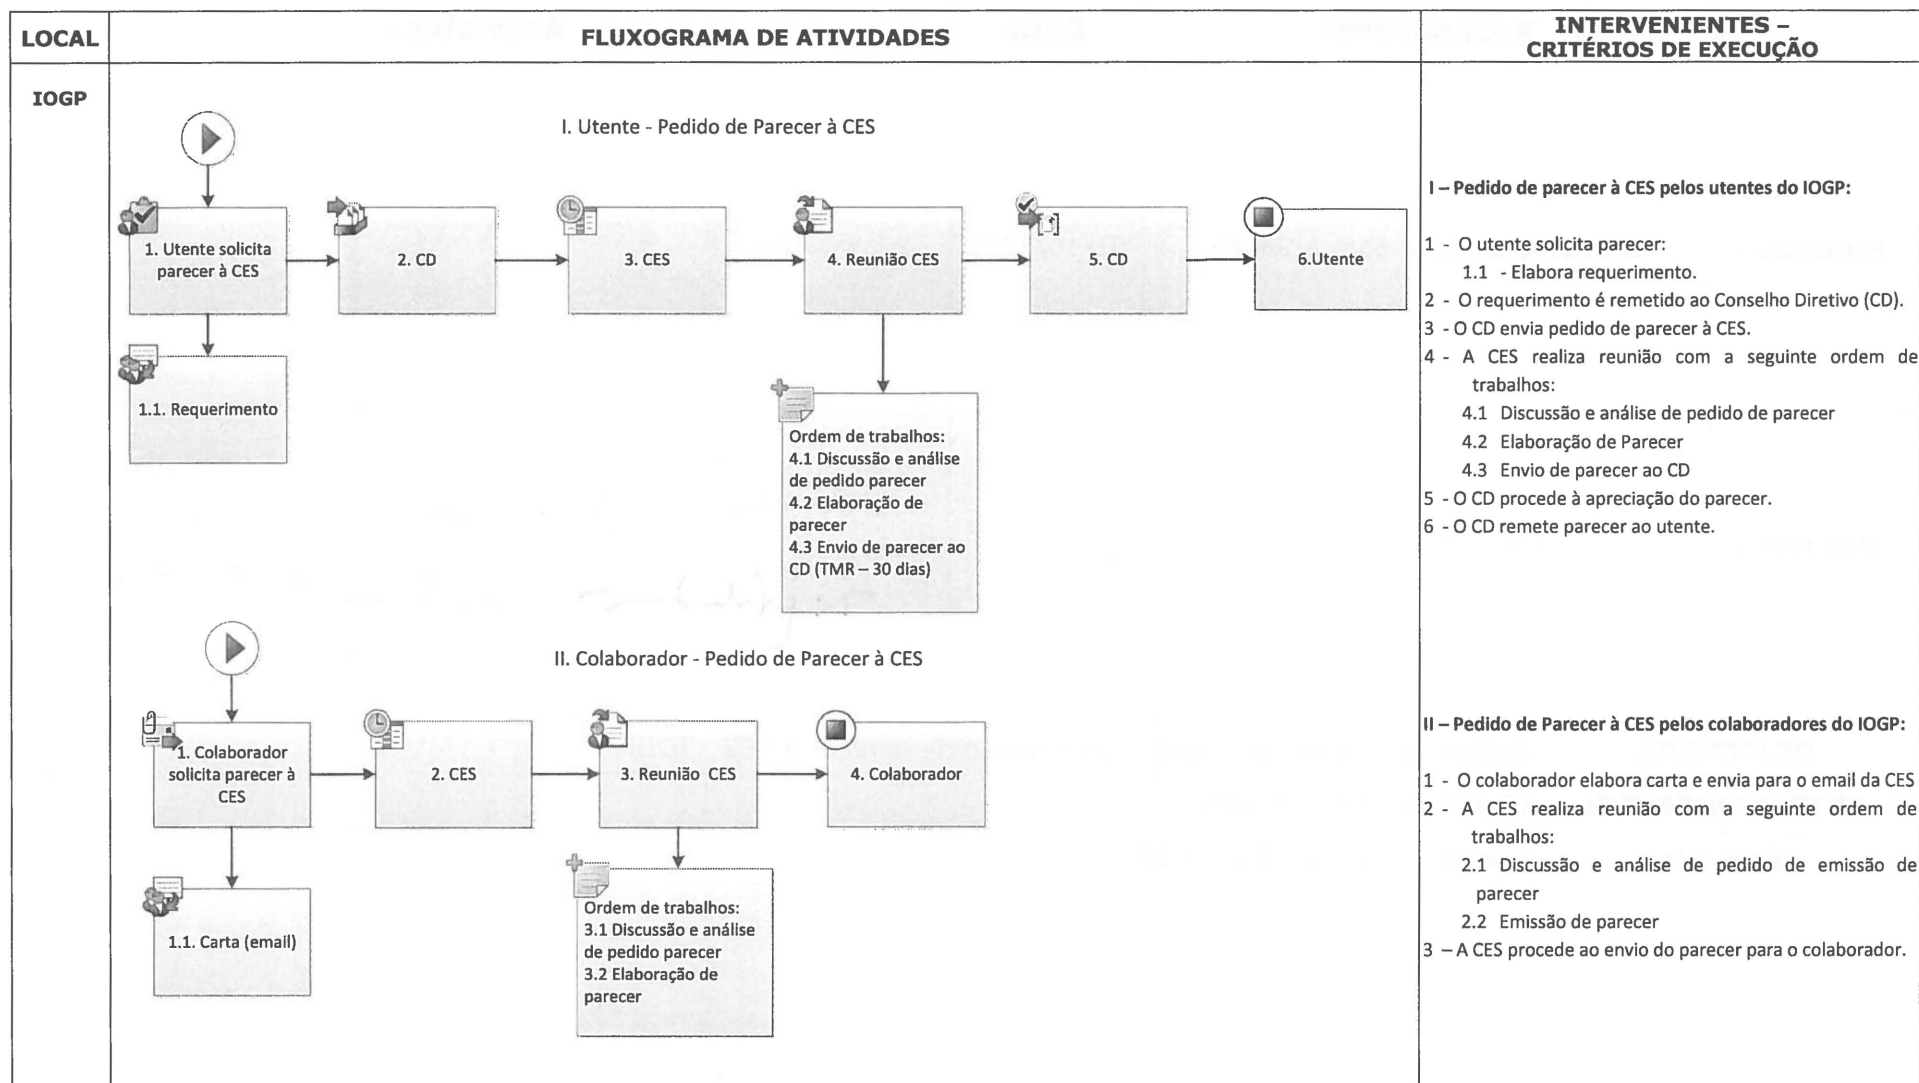 LOCAL
FLUXOGRAMA DE ATIVIDADES
INTERVENIENTES –
CRITÉRIOS DE EXECUÇÃO
IOGP
I. Utente - Pedido de Parecer à CES
1. Utente solicita
parecer à CES
2. CD
3. CES
4. Reunião CES
5. CD
6.Utente
1.1. Requerimento
Ordem de trabalhos:
4.1 Discussão e análise
de pedido parecer
4.2 Elaboração de
parecer
4.3 Envio de parecer ao
CD (TMR – 30 dias)
II. Colaborador - Pedido de Parecer à CES
1. Colaborador
solicita parecer à
CES
2. CES
3. Reunião CES
4. Colaborador
1.1. Carta (email)
Ordem de trabalhos:
3.1 Discussão e análise
de pedido parecer
3.2 Elaboração de
parecer
I – Pedido de parecer à CES pelos utentes do IOGP:
1 - O utente solicita parecer:
1.1 - Elabora requerimento.
2 - O requerimento é remetido ao Conselho Diretivo (CD).
3 - O CD envia pedido de parecer à CES.
4 - A CES realiza reunião com a seguinte ordem de
trabalhos:
4.1 Discussão e análise de pedido de parecer
4.2 Elaboração de Parecer
4.3 Envio de parecer ao CD
5 - O CD procede à apreciação do parecer.
6 - O CD remete parecer ao utente.
II – Pedido de Parecer à CES pelos colaboradores do IOGP:
1 - O colaborador elabora carta e envia para o email da CES
2 - A CES realiza reunião com a seguinte ordem de
trabalhos:
2.1 Discussão e análise de pedido de emissão de
parecer
2.2 Emissão de parecer
3 – A CES procede ao envio do parecer para o colaborador.